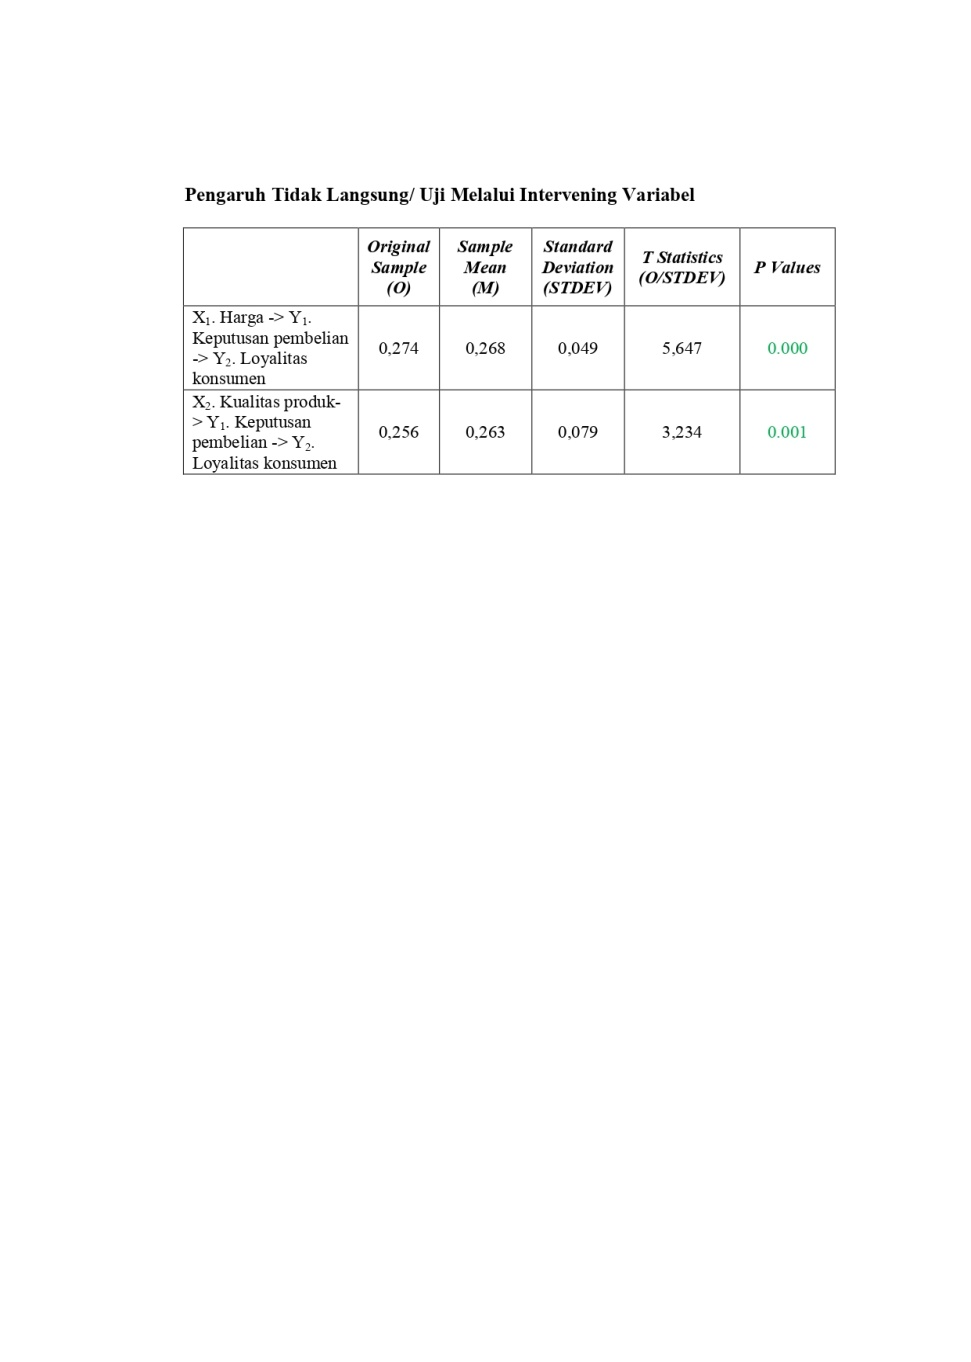 Pengaruh Tidak Langsung/ Uji Melalui Intervening Variabel
Original Sample (O)
Sample Mean (M)
Standard Deviation (STDEV)
T Statistics (O/STDEV)
P Values
X₁. Harga -> Y₁.
Keputusan pembelian
-> Y₂. Loyalitas
konsumen
0,274
0,268
0,049
5,647
0.000
X₂. Kualitas produk-
> Y₁. Keputusan
pembelian -> Y₂.
Loyalitas konsumen
0,256
0,263
0,079
3,234
0.001